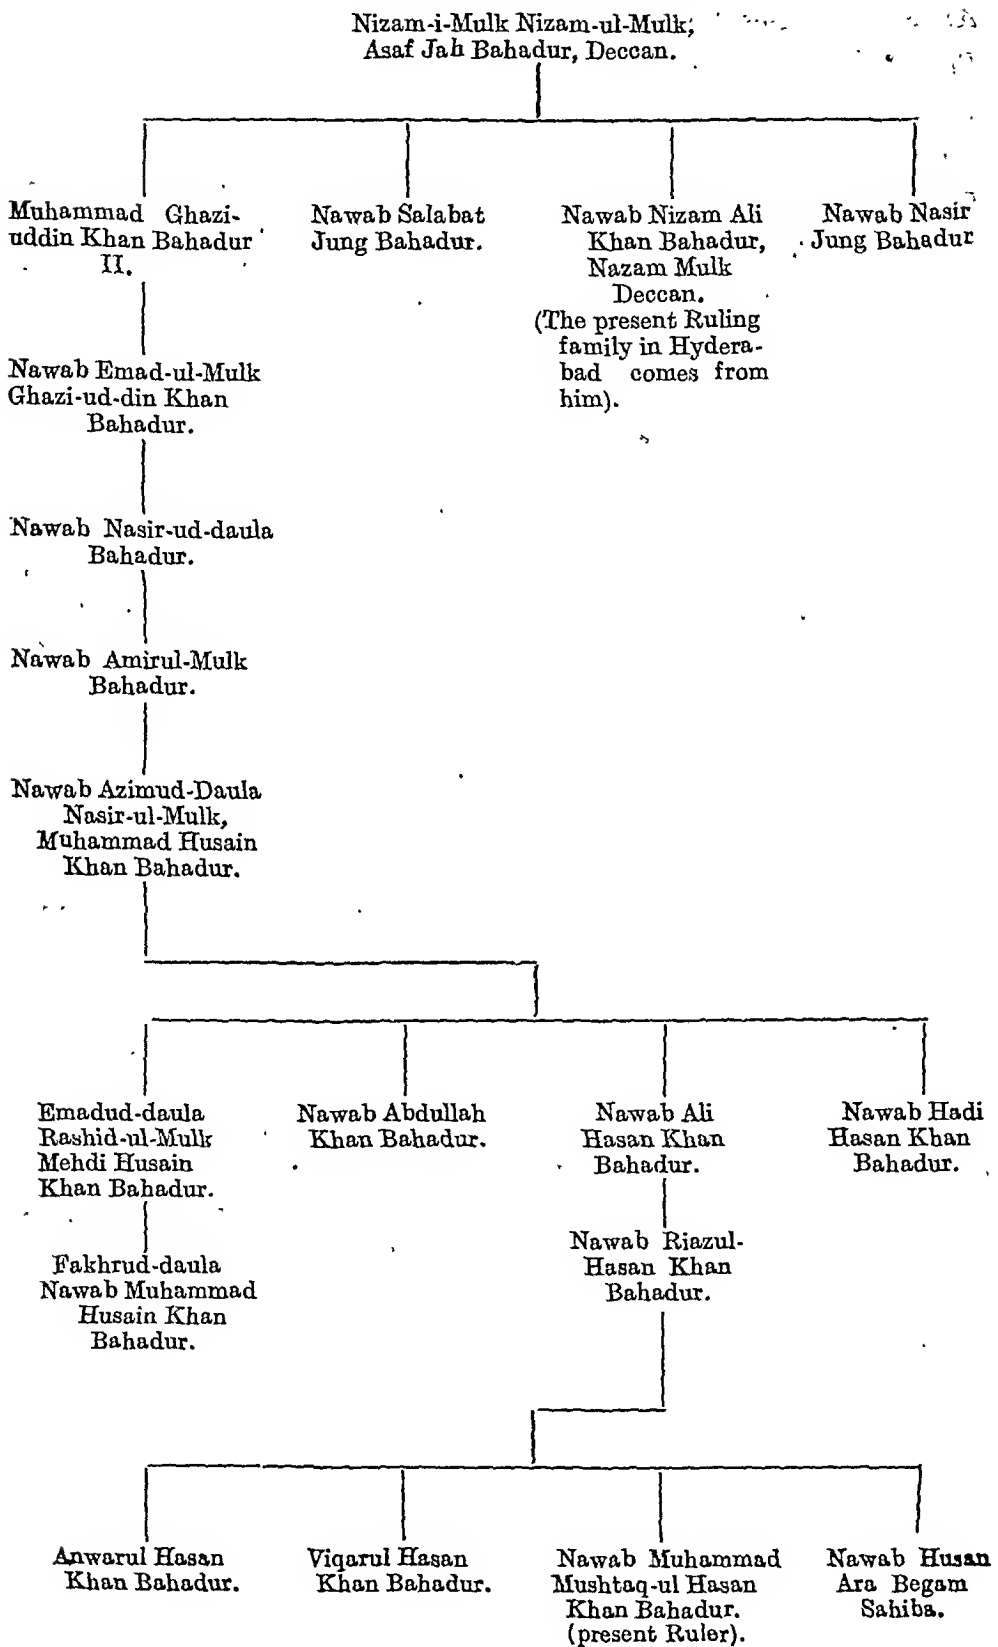 Nizam-i-Mulk Nizam-ul-Mulk,
Asaf Jah Bahadur, Deccan.
Muhammad Ghazi-
uddin Khan Bahadur
II.
Nawab Salabat
Jung Bahadur.
Nawab Nizam Ali
Khan Bahadur,
Nazam Mulk
Deccan.
(The present Ruling
family in Hydera-
bad comes from
him).
Nawab Nasir
Jung Bahadur
Nawab Emad-ul-Mulk
Ghazi-ud-din Khan
Bahadur.
Nawab Nasir-ud-daula
Bahadur.
Nawab Amirul-Mulk
Bahadur.
Nawab Azimud-Daula
Nasir-ul-Mulk,
Muhammad Husain
Khan Bahadur.
Emadud-daula
Rashid-ul-Mulk
Mehdi Husain
Khan Bahadur.
Nawab Abdullah
Khan Bahadur.
Nawab Ali
Hasan Khan
Bahadur.
Nawab Hadi
Hasan Khan
Bahadur.
Fakhrud-daula
Nawab Muhammad
Husain Khan
Bahadur.
Nawab Riazul-
Hasan Khan
Bahadur.
Anwarul Hasan
Khan Bahadur.
Viqarul Hasan
Khan Bahadur.
Nawab Muhammad
Mushtaq-ul Hasan
Khan Bahadur.
(present Ruler).
Nawab Husan
Ara Begam
Sahiba.